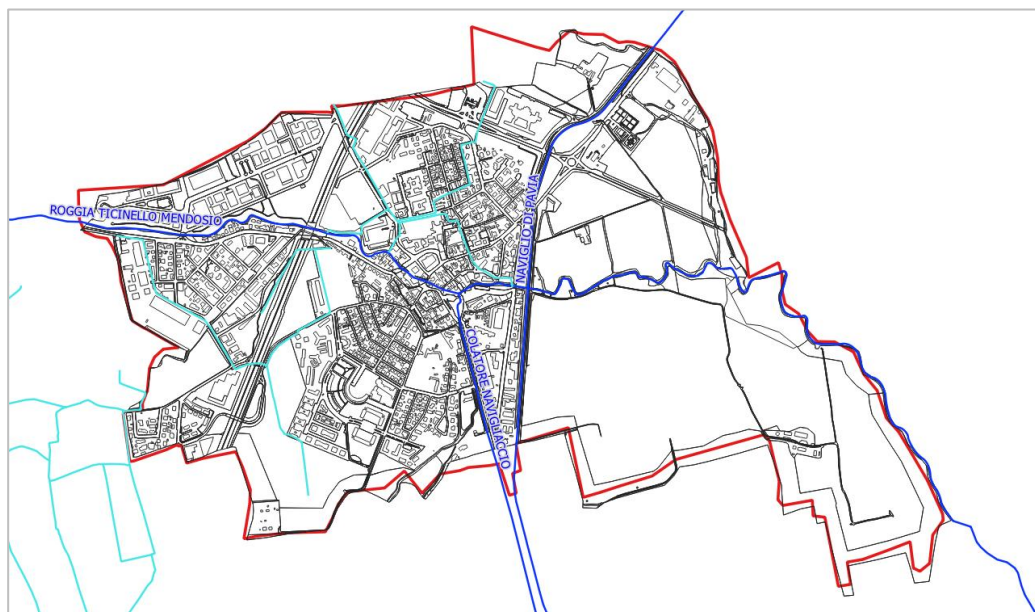 ROGGIA TICINELLO MENDOSIO
NAVIGLIO DI PAVIA
COLATORE NAVIGLIACCIO